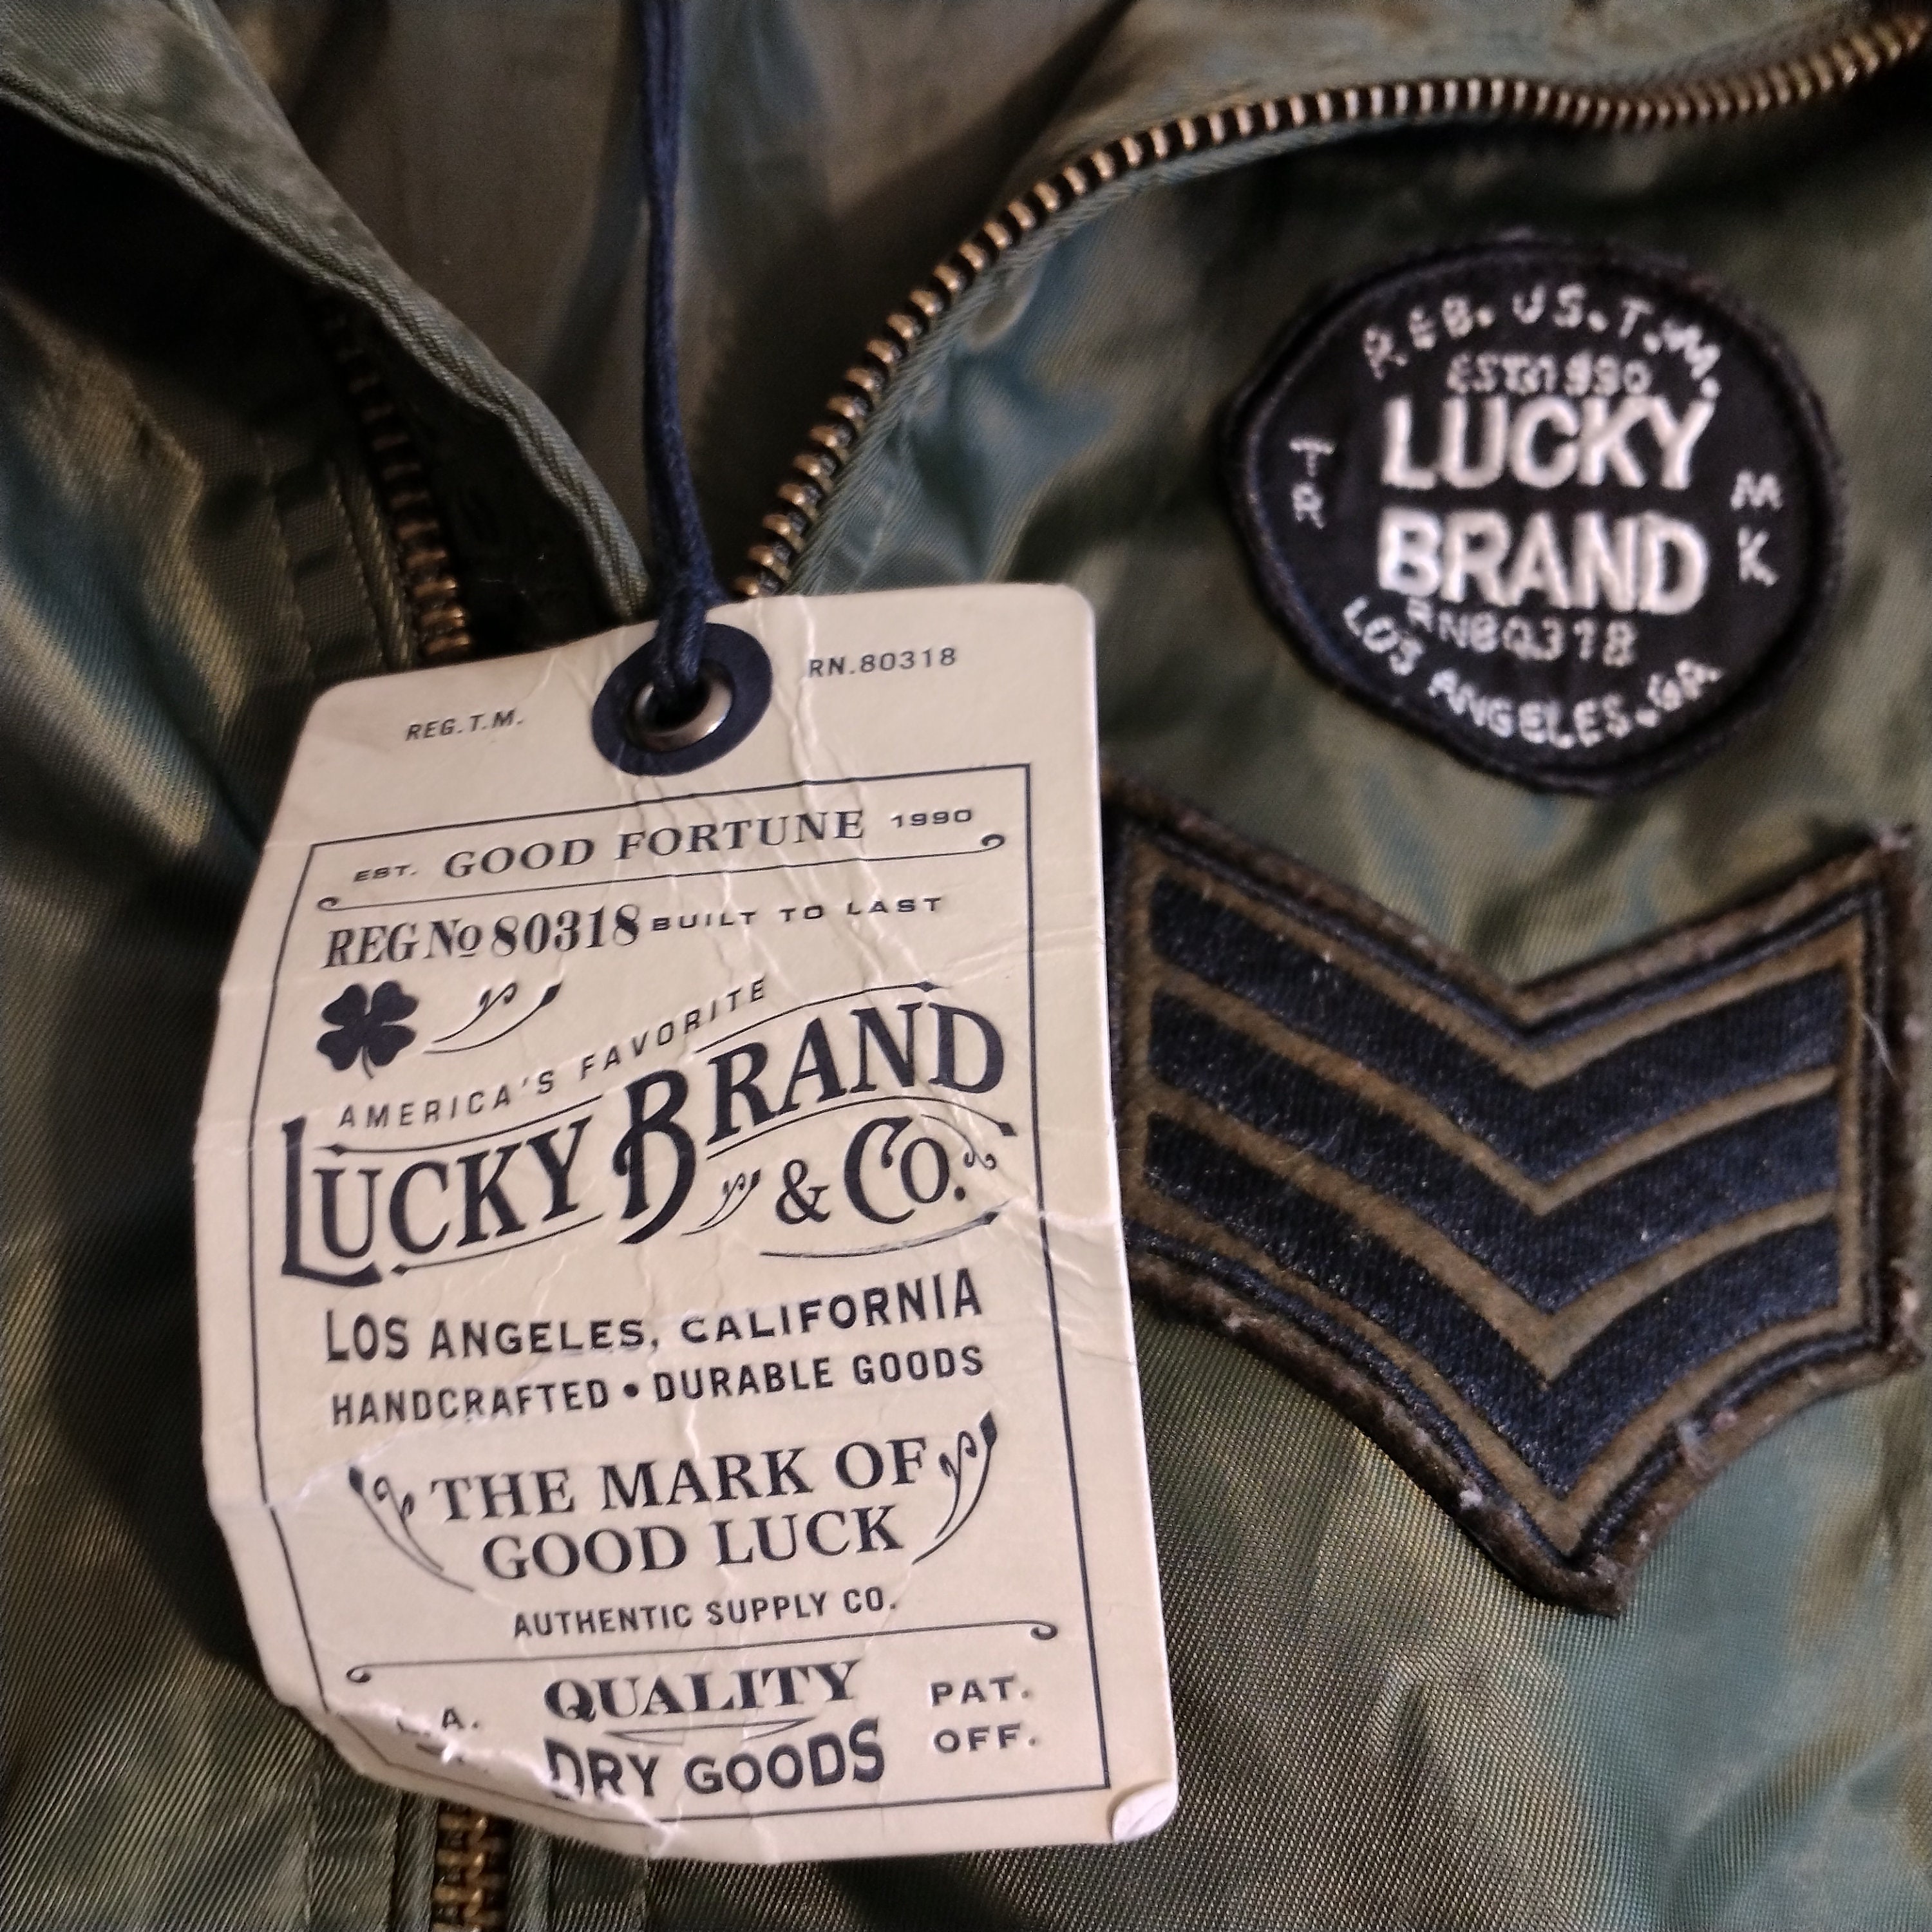 REG.T.M.
RN.80318
EST. GOOD FORTUNE 1990
REG No 80318 BUILT TO LAST
AMERICA'S FAVORITE
LUCKY BRAND
& CO.
LOS ANGELES, CALIFORNIA
HANDCRAFTED • DURABLE GOODS
THE MARK OF
GOOD LUCK
AUTHENTIC SUPPLY CO.
QUALITY
DRY GOODS
PAT.
OFF.
REG. US.T.M.
ESTD 1990
LUCKY
BRAND
TR
MK.
RN80318
LOS ANGELES.CA